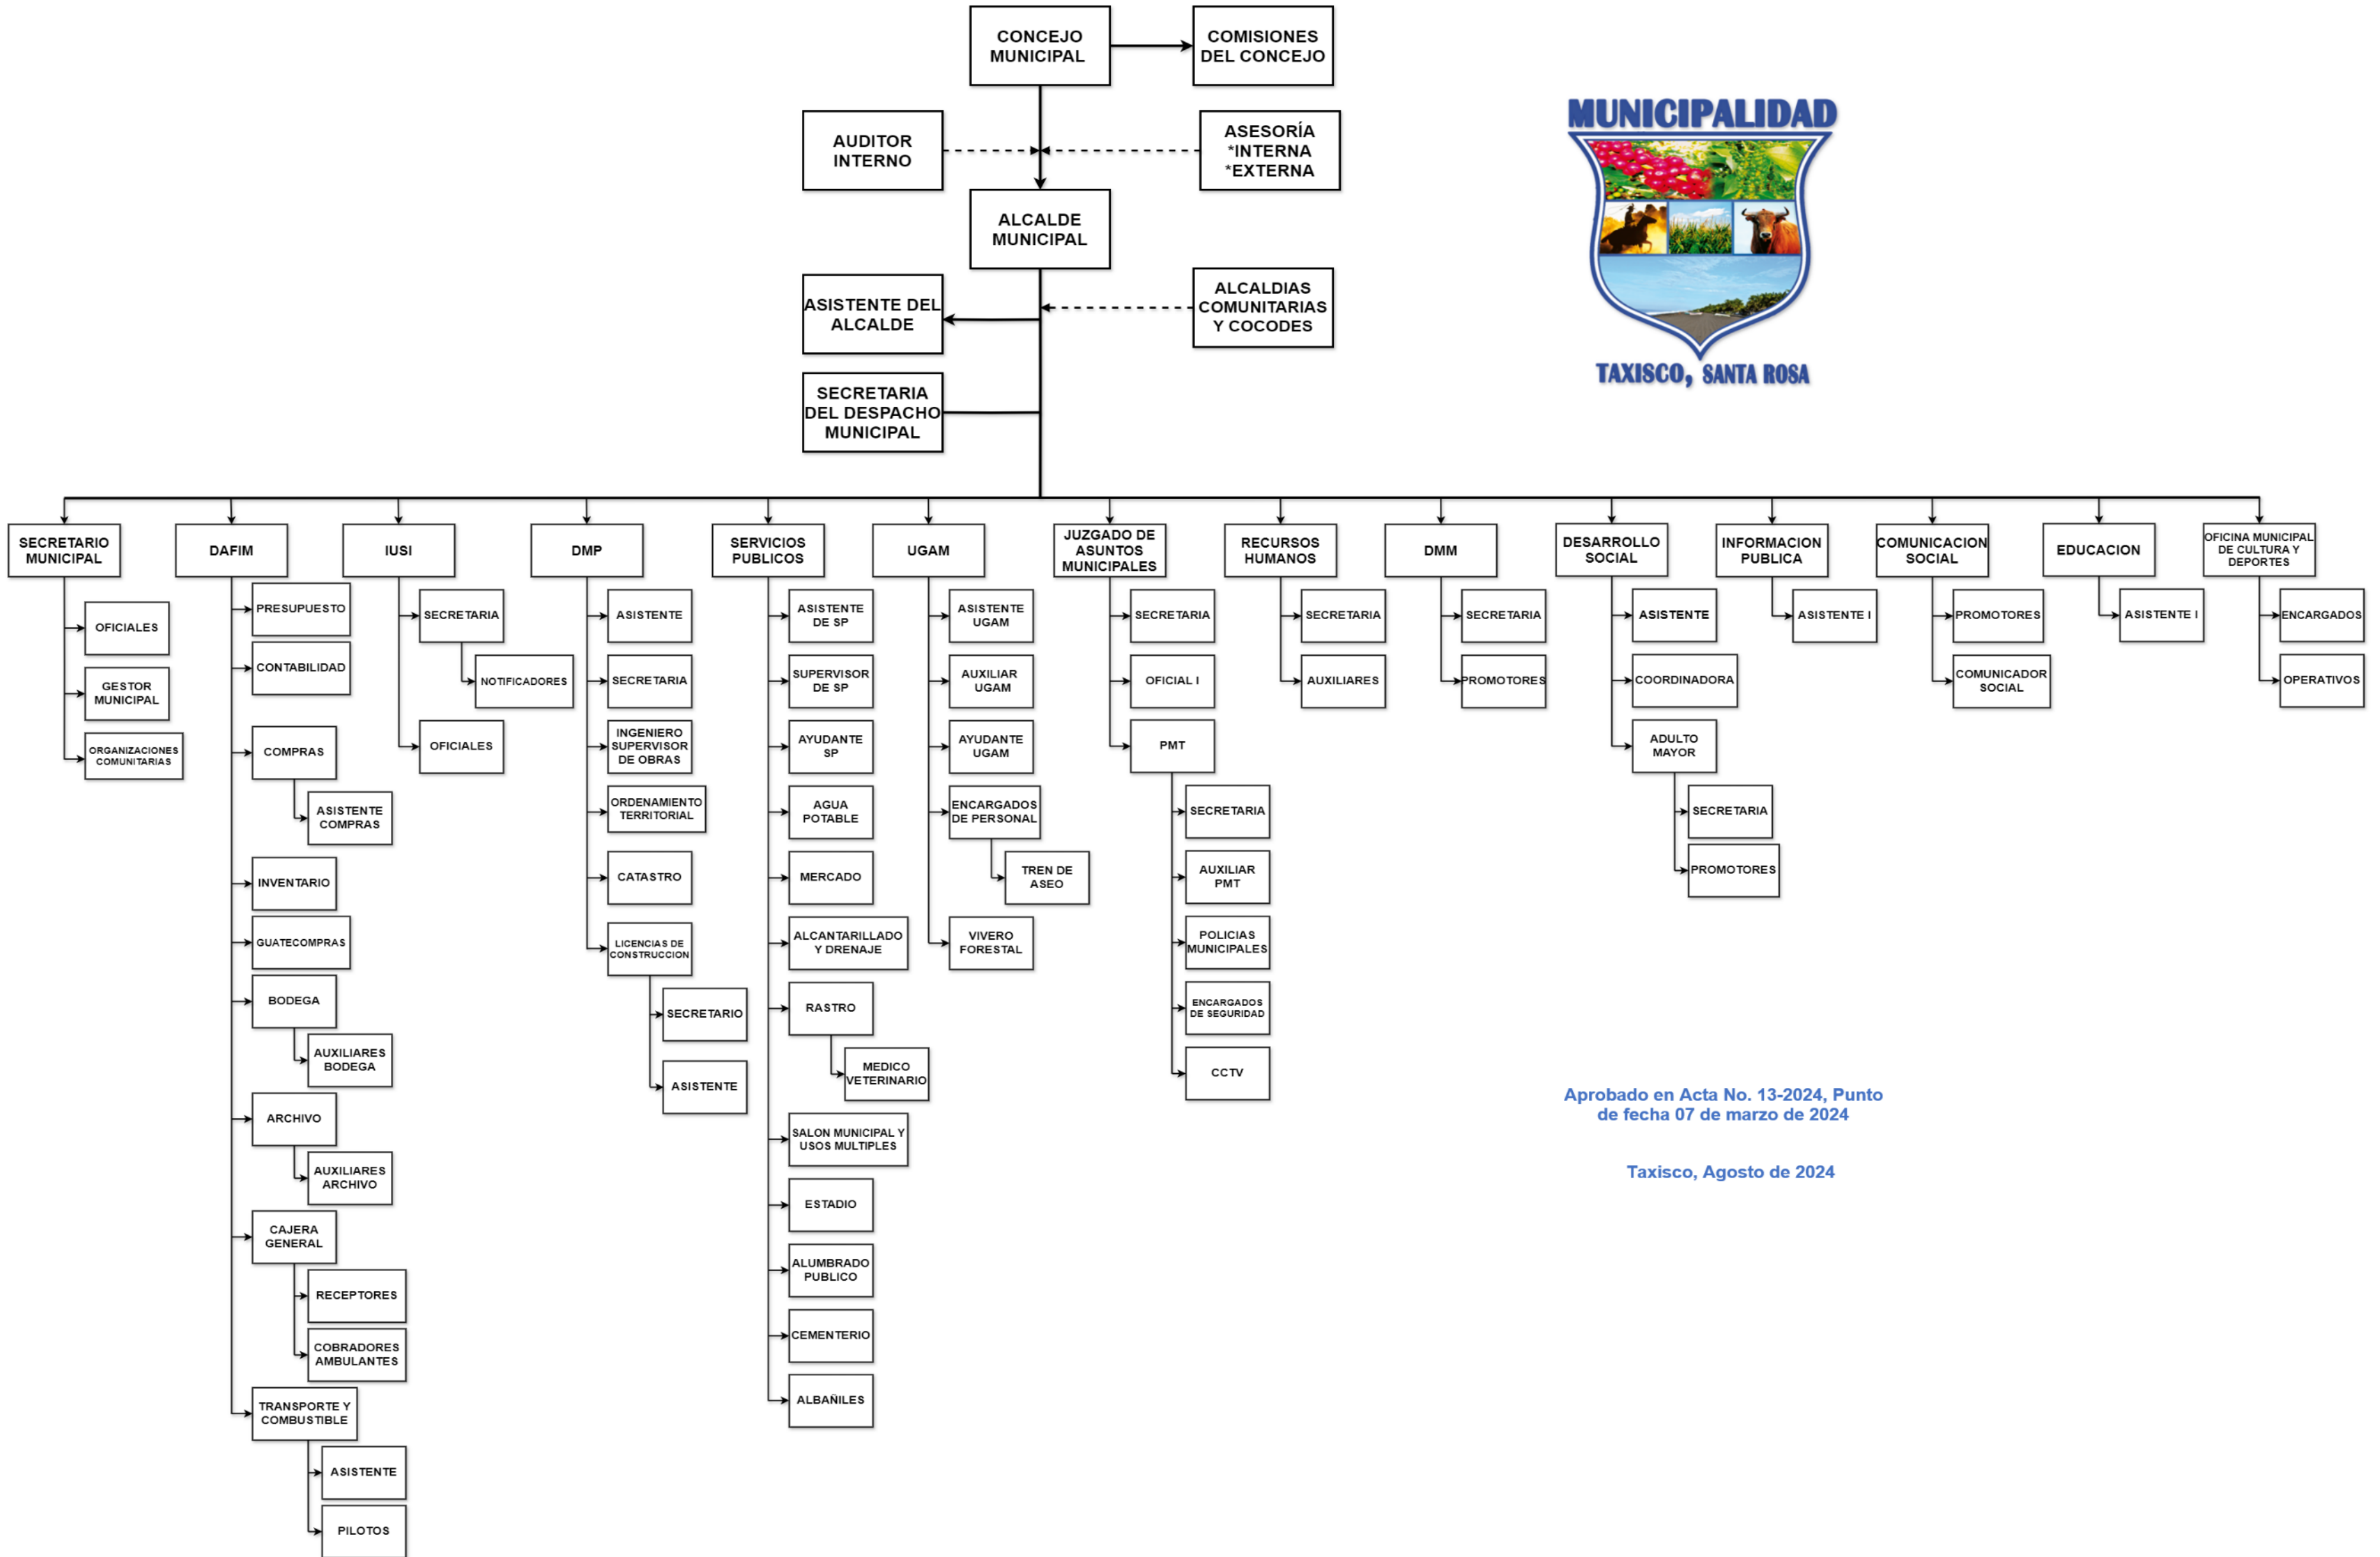 CONCEJO
MUNICIPAL
COMISIONES
DEL CONCEJO
AUDITOR
INTERNO
ASESORÍA
*INTERNA
*EXTERNA
MUNICIPALIDAD
TAXISCO, SANTA ROSA
ALCALDE
MUNICIPAL
ASISTENTE DEL
ALCALDE
ALCALDIAS
COMUNITARIAS
Y COCODES
SECRETARIA
DEL DESPACHO
MUNICIPAL
SECRETARIO
MUNICIPAL
OFICIALES
GESTOR
MUNICIPAL
ORGANIZACIONES
COMUNITARIAS
DAFIM
PRESUPUESTO
CONTABILIDAD
COMPRAS
ASISTENTE
COMPRAS
INVENTARIO
GUATECOMPRAS
BODEGA
AUXILIARES
BODEGA
ARCHIVO
AUXILIARES
ARCHIVO
CAJERA
GENERAL
RECEPTORES
COBRADORES
AMBULANTES
TRANSPORTE Y
COMBUSTIBLE
ASISTENTE
PILOTOS
IUSI
SECRETARIA
NOTIFICADORES
OFICIALES
DMP
ASISTENTE
SECRETARIA
INGENIERO
SUPERVISOR
DE OBRAS
ORDENAMIENTO
TERRITORIAL
CATASTRO
LICENCIAS DE
CONSTRUCCION
SECRETARIO
ASISTENTE
SERVICIOS
PUBLICOS
ASISTENTE
DE SP
SUPERVISOR
DE SP
AYUDANTE
SP
AGUA
POTABLE
MERCADO
ALCANTARILLADO
Y DRENAJE
RASTRO
MEDICO
VETERINARIO
SALON MUNICIPAL Y
USOS MULTIPLES
ESTADIO
ALUMBRADO
PUBLICO
CEMENTERIO
ALBAÑILES
UGAM
ASISTENTE
UGAM
AUXILIAR
UGAM
AYUDANTE
UGAM
ENCARGADOS
DE PERSONAL
TREN DE
ASEO
VIVERO
FORESTAL
JUZGADO DE
ASUNTOS
MUNICIPALES
SECRETARIA
OFICIAL I
PMT
SECRETARIA
AUXILIAR
PMT
POLICIAS
MUNICIPALES
ENCARGADOS
DE SEGURIDAD
CCTV
RECURSOS
HUMANOS
SECRETARIA
AUXILIARES
DMM
SECRETARIA
PROMOTORES
DESARROLLO
SOCIAL
ASISTENTE
COORDINADORA
ADULTO
MAYOR
SECRETARIA
PROMOTORES
INFORMACION
PUBLICA
ASISTENTE I
COMUNICACION
SOCIAL
PROMOTORES
COMUNICADOR
SOCIAL
EDUCACION
ASISTENTE I
OFICINA MUNICIPAL
DE CULTURA Y
DEPORTES
ENCARGADOS
OPERATIVOS
Aprobado en Acta No. 13-2024, Punto
de fecha 07 de marzo de 2024
Taxisco, Agosto de 2024